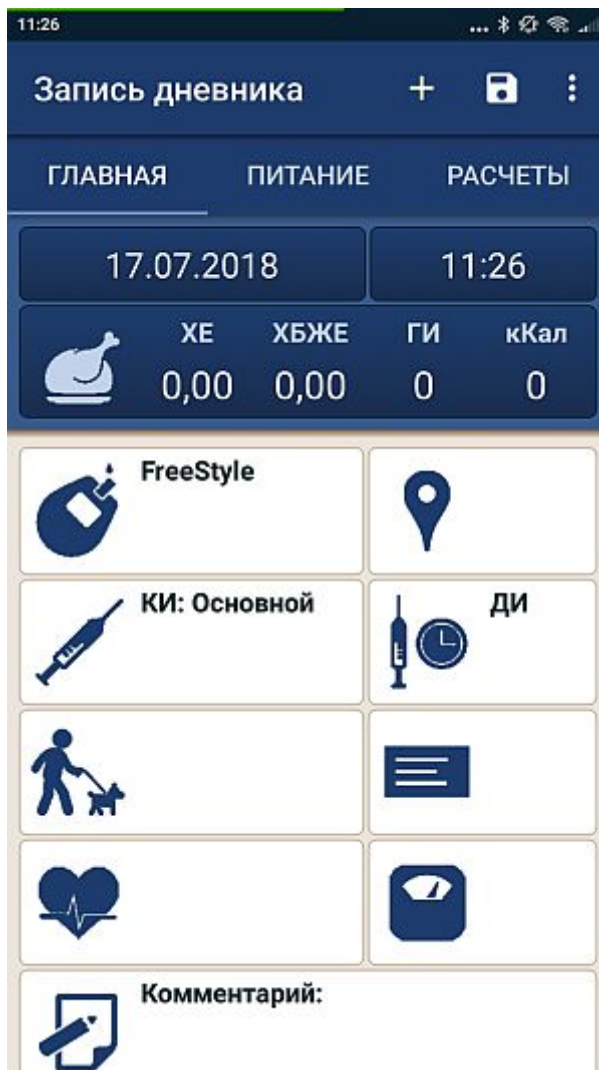 11:26
Запись дневника
ГЛАВНАЯ ПИТАНИЕ РАСЧЕТЫ
17.07.2018 11:26
ХЕ ХБЖЕ ГИ кКал
0,00 0,00 0 0
FreeStyle
КИ: Основной ДИ
Комментарий: